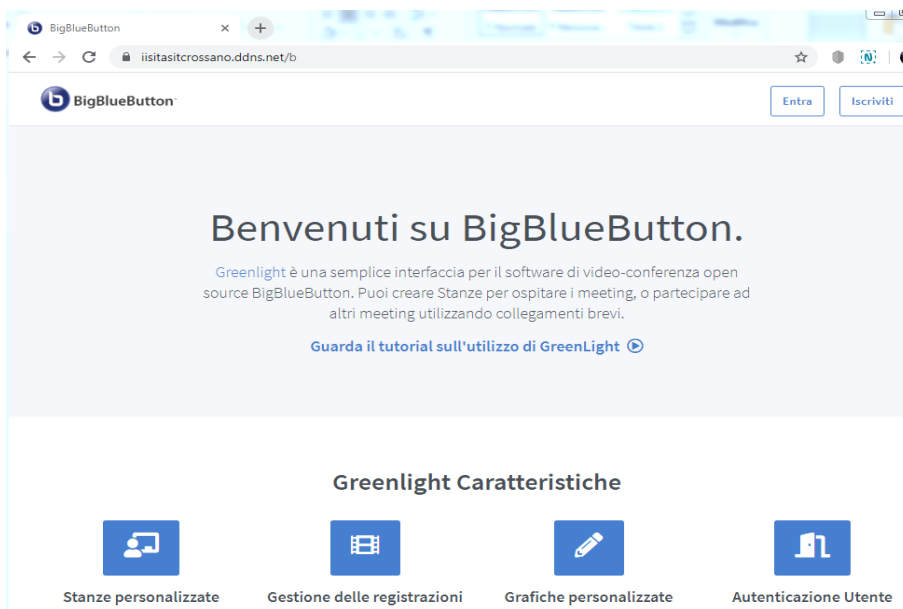 BigBlueButton
iisitasitcrossano.ddns.net/b
BigBlueButton
Entra
Iscriviti
Benvenuti su BigBlueButton.
Greenlight è una semplice interfaccia per il software di video-conferenza open
source BigBlueButton. Puoi creare Stanze per ospitare i meeting, o partecipare ad
altri meeting utilizzando collegamenti brevi.
Guarda il tutorial sull'utilizzo di GreenLight
Greenlight Caratteristiche
Stanze personalizzate
Gestione delle registrazioni
Grafiche personalizzate
Autenticazione Utente